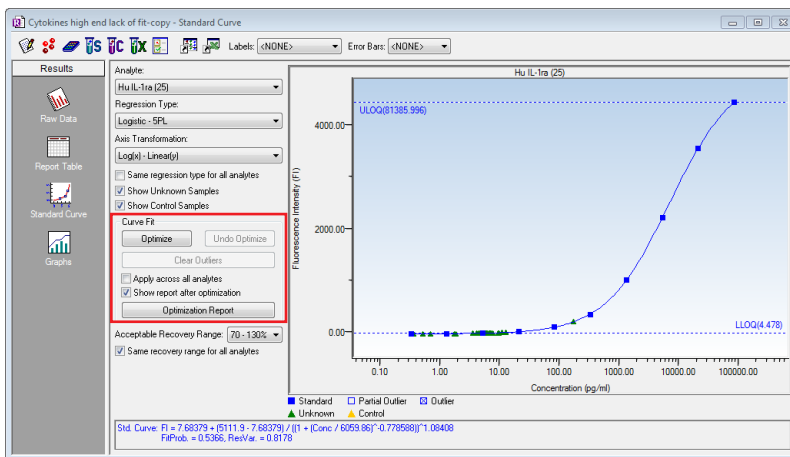 Cytokines high end lack of fit-copy - Standard Curve
Labels: <NONE> Error Bars: <NONE>
Results
Raw Data
Report Table
Standard Curve
Graphs
Analyte:
Hu IL-1ra (25)
Regression Type:
Logistic - 5PL
Axis Transformation:
Log(x) - Linear(y)
Same regression type for all analytes
Show Unknown Samples
Show Control Samples
Curve Fit
Optimize Undo Optimize
Clear Outliers
Apply across all analytes
Show report after optimization
Optimization Report
Acceptable Recovery Range: 70 - 130%
Same recovery range for all analytes
Hu IL-1ra (25)
ULOQ(81385.996)
4000.00
2000.00
0.00
Fluorescence Intensity (FI)
LLOQ(4.478)
0.10 1.00 10.00 100.00 1000.00 10000.00 100000.00
Concentration (pg/ml)
Standard Partial Outlier Outlier
Unknown Control
Std. Curve: FI = 7.68379 + (5111.9 - 7.68379) / ((1 + (Conc / 6059.86)^-0.778588))^1.08408
FitProb. = 0.5366, ResVar. = 0.8178